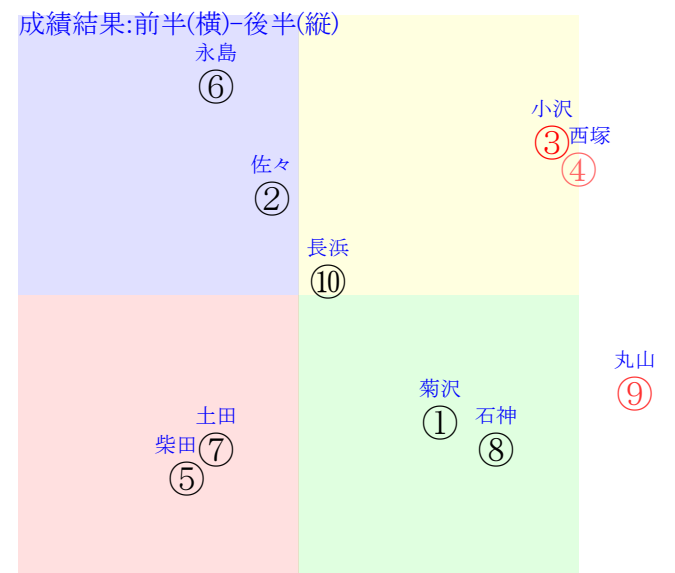 成績結果:前半(横)-後半(縦)
永島
⑥
小沢
③
西塚
④
佐々
②
長浜
⑩
丸山
⑨
菊沢
①
石神
⑧
土田
⑦
柴田
⑤